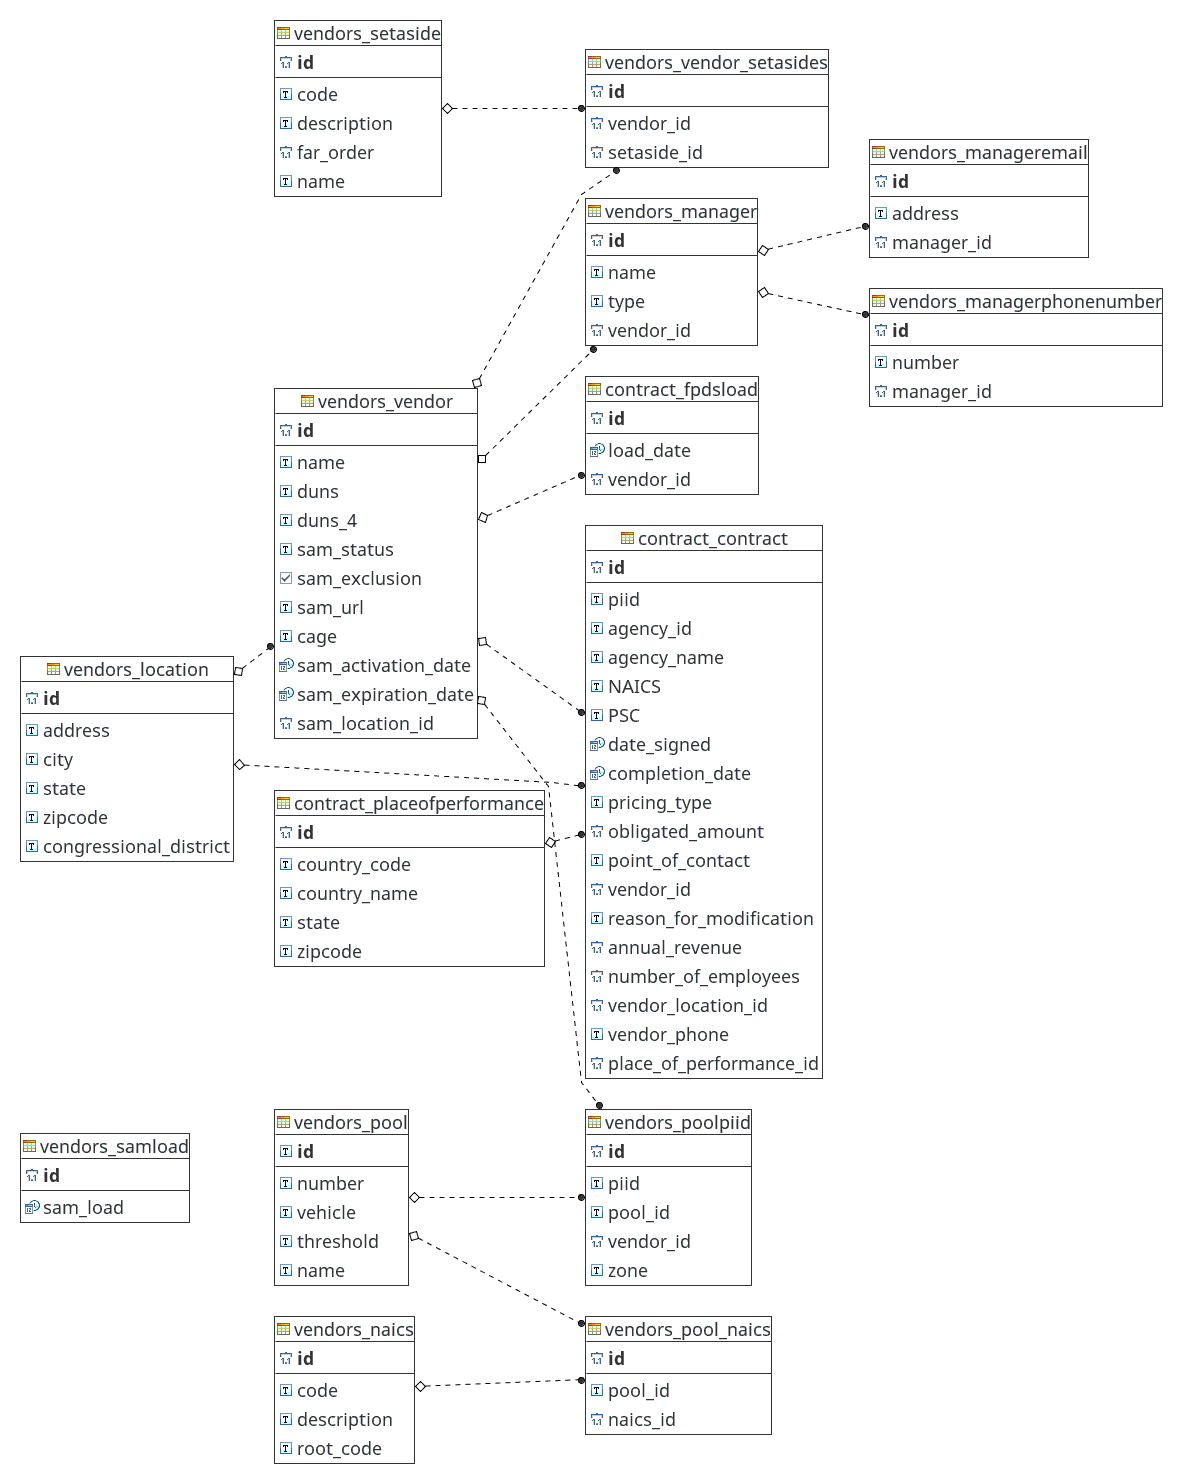 vendors_setaside
id
code
description
far_order
name
vendors_vendor_setasides
id
vendor_id
setaside_id
vendors_manageremail
id
address
manager_id
vendors_manager
id
name
type
vendor_id
vendors_managerphonenumber
id
number
manager_id
contract_fpdsload
id
load_date
vendor_id
vendors_vendor
id
name
duns
duns_4
sam_status
sam_exclusion
sam_url
cage
sam_activation_date
sam_expiration_date
sam_location_id
contract_contract
id
piid
agency_id
agency_name
NAICS
PSC
date_signed
completion_date
pricing_type
obligated_amount
point_of_contact
vendor_id
reason_for_modification
annual_revenue
number_of_employees
vendor_location_id
vendor_phone
place_of_performance_id
vendors_location
id
address
city
state
zipcode
congressional_district
contract_placeofperformance
id
country_code
country_name
state
zipcode
vendors_samload
id
sam_load
vendors_pool
id
number
vehicle
threshold
name
vendors_poolpiid
id
piid
pool_id
vendor_id
zone
vendors_naics
id
code
description
root_code
vendors_pool_naics
id
pool_id
naics_id